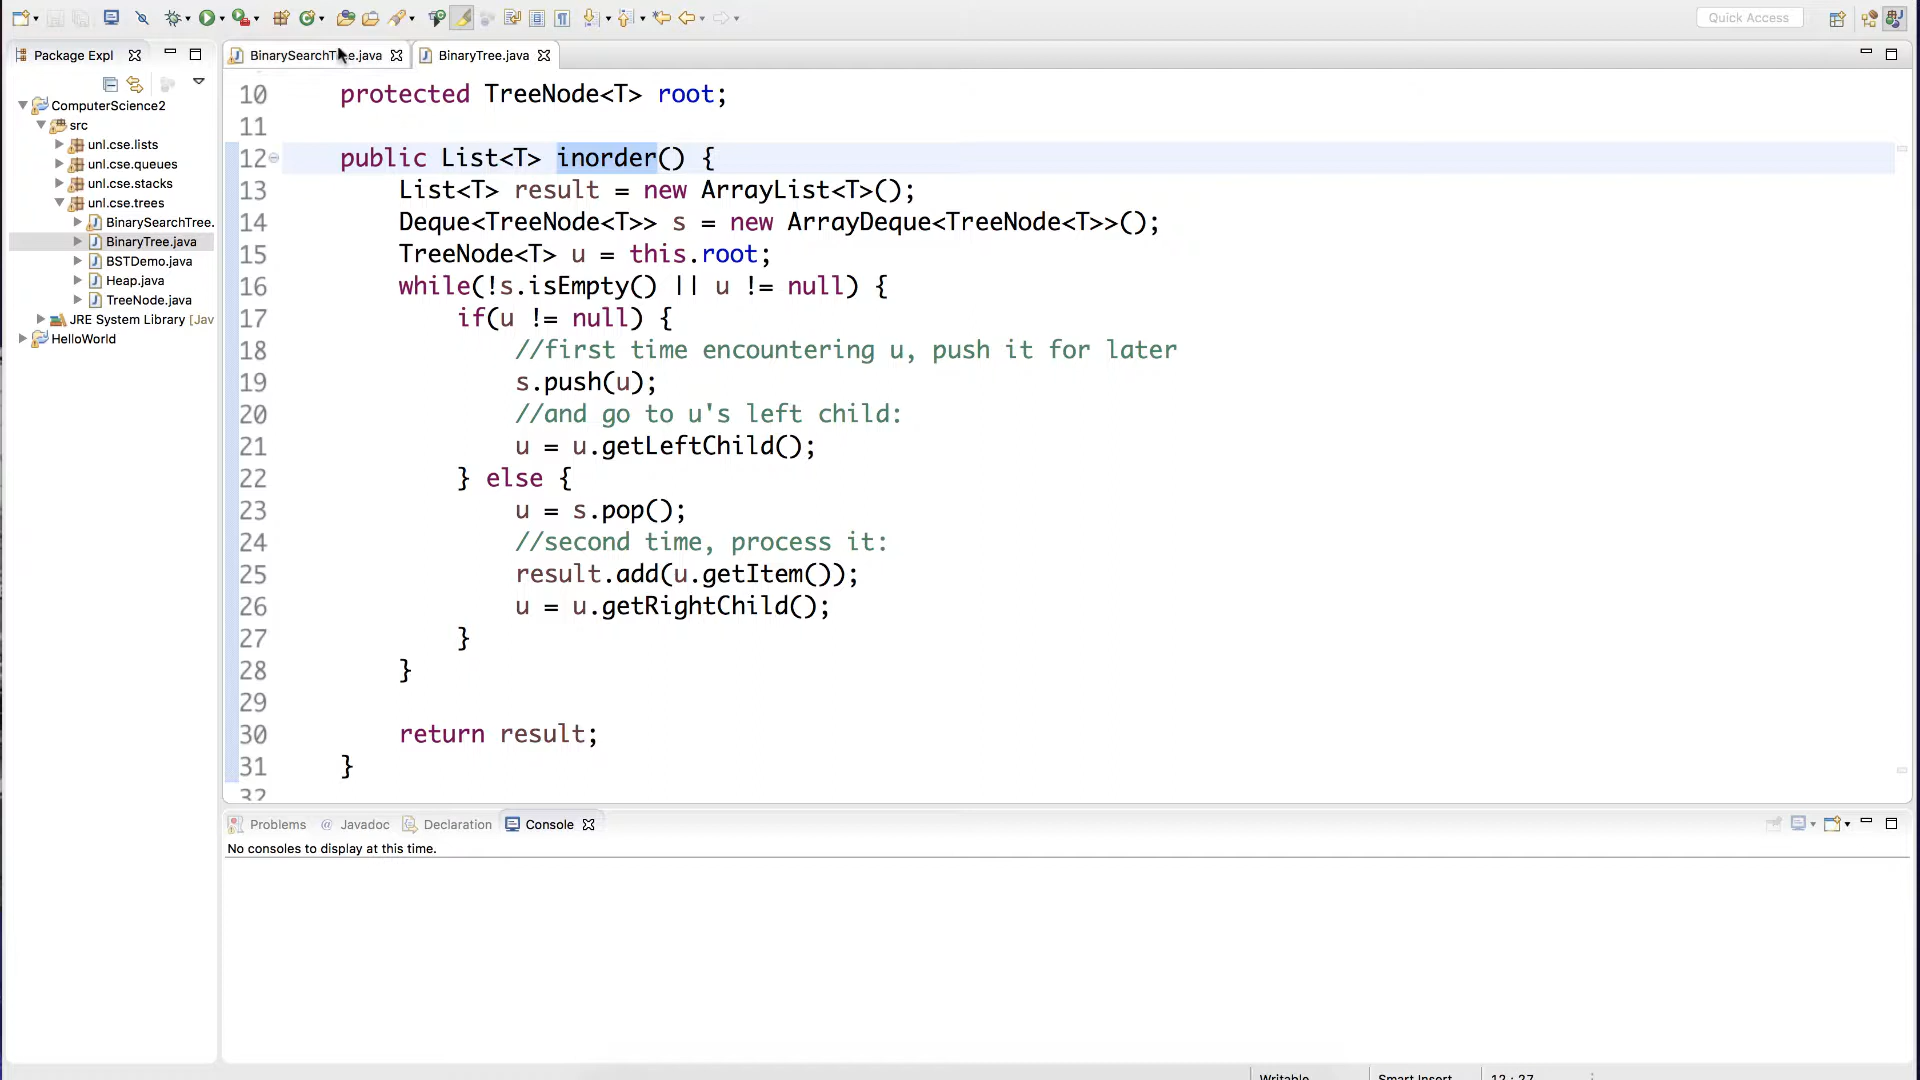 Quick Access
Package Expl
BinarySearchTree.java
BinaryTree.java
ComputerScience2
src
unl.cse.lists
unl.cse.queues
unl.cse.stacks
unl.cse.trees
BinarySearchTree.
BinaryTree.java
BSTDemo.java
Heap.java
TreeNode.java
JRE System Library [Jav
HelloWorld
10 protected TreeNode<T> root;
11
12 public List<T> inorder() {
13 List<T> result = new ArrayList<T>();
14 Deque<TreeNode<T>> s = new ArrayDeque<TreeNode<T>>();
15 TreeNode<T> u = this.root;
16 while(!s.isEmpty() || u != null) {
17 if(u != null) {
18 //first time encountering u, push it for later
19 s.push(u);
20 //and go to u's left child:
21 u = u.getLeftChild();
22 } else {
23 u = s.pop();
24 //second time, process it:
25 result.add(u.getItem());
26 u = u.getRightChild();
27 }
28 }
29
30 return result;
31 }
32
Problems @ Javadoc Declaration Console
No consoles to display at this time.
Writable Smart Insert 12 : 27